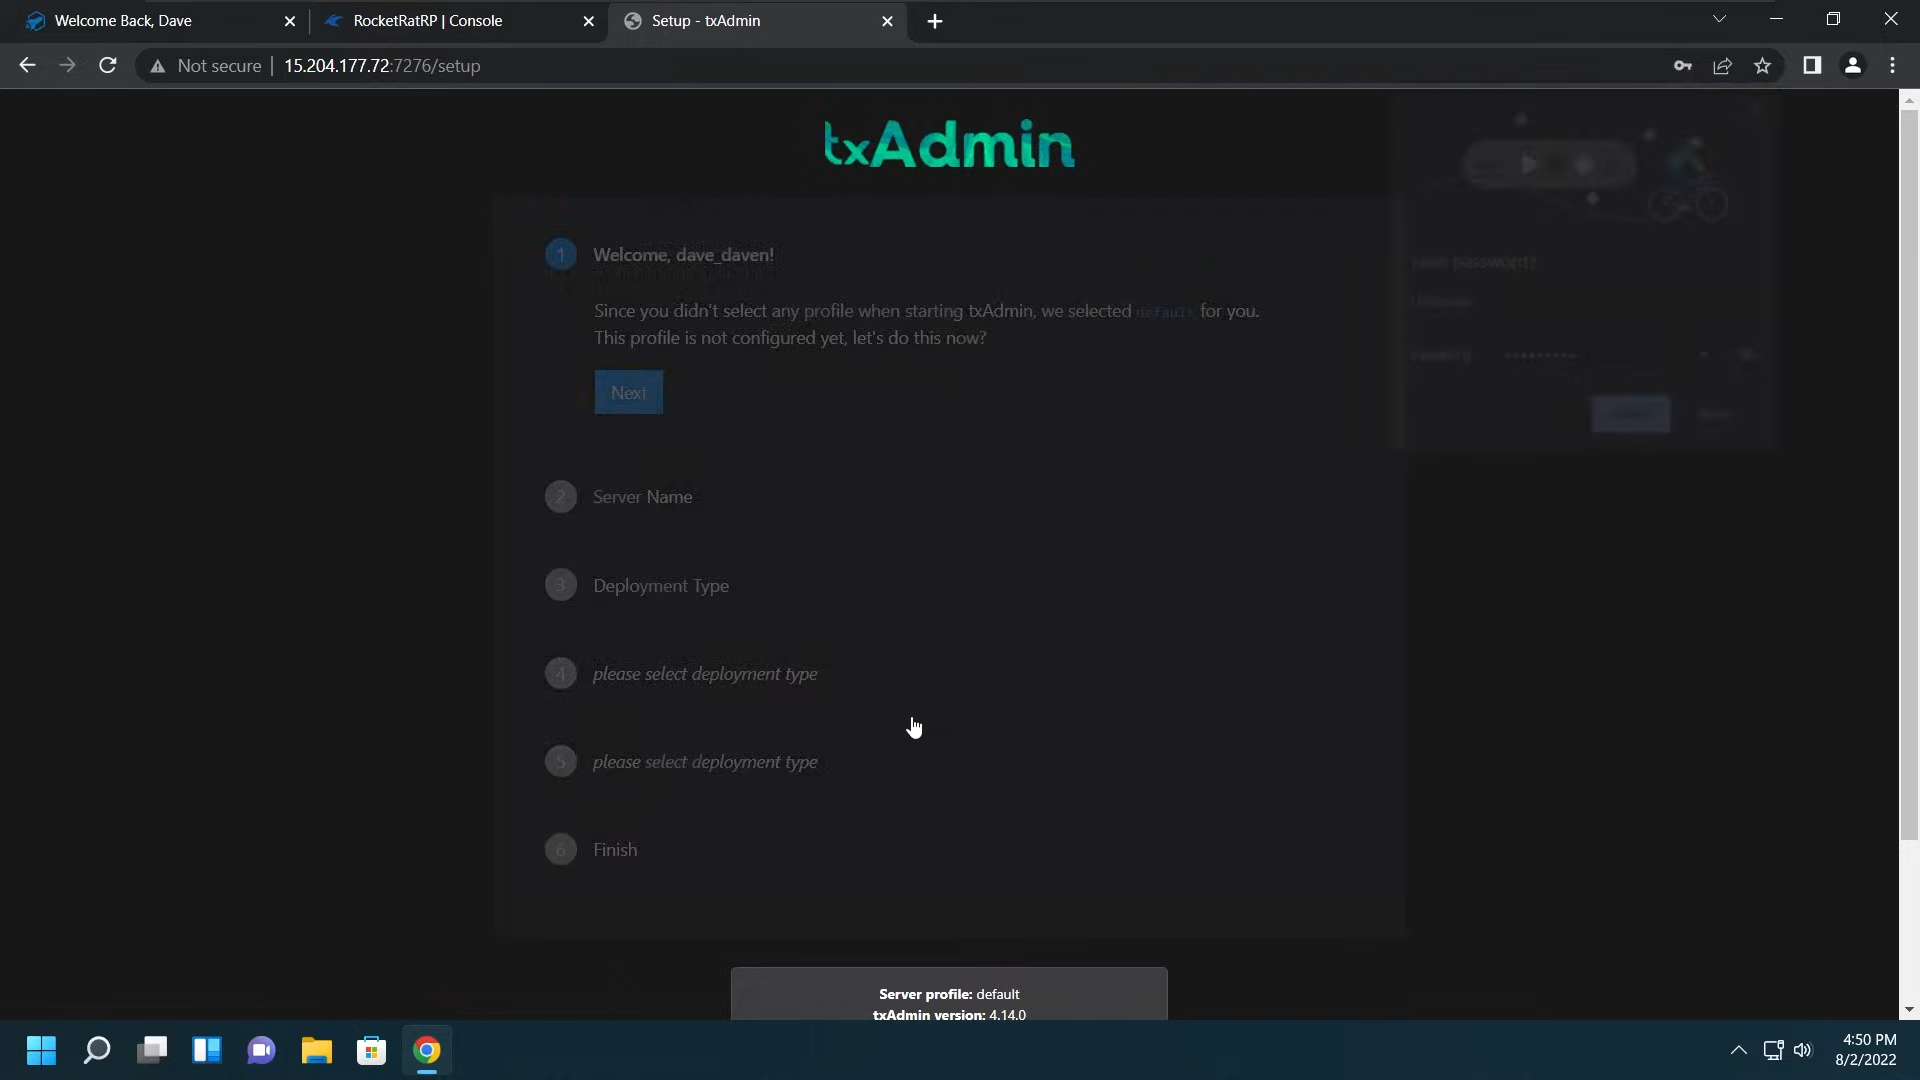 Welcome Back, Dave
RocketRatRP | Console
Setup - txAdmin
Not secure
15.204.177.72:7276/setup
txAdmin
1 Welcome, dave_daven!
Since you didn't select any profile when starting txAdmin, we selected default for you.
This profile is not configured yet, let's do this now?
Next
2 Server Name
3 Deployment Type
4 please select deployment type
5 please select deployment type
6 Finish
Save password?
Username
Password
Server profile: default
txAdmin version: 4.14.0
4:50 PM
8/2/2022